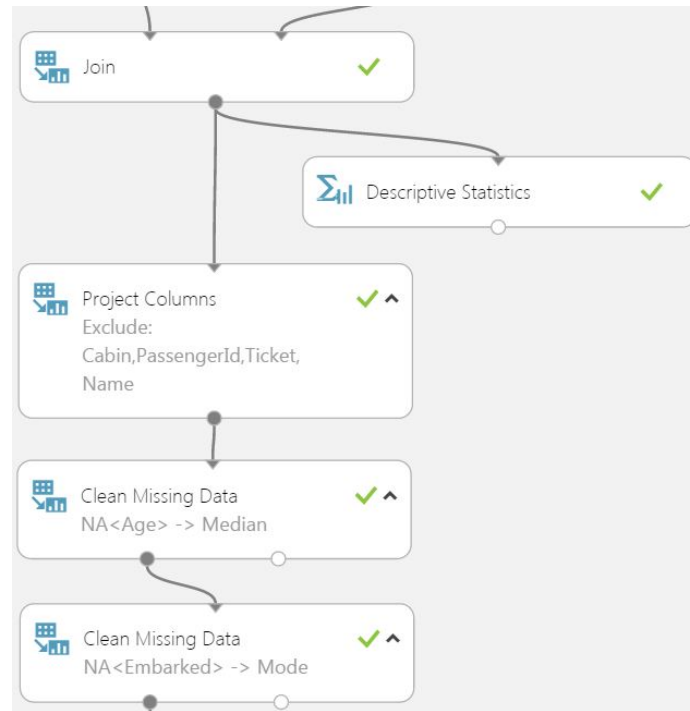 Join
Descriptive Statistics
Project Columns
Exclude:
Cabin,PassengerId,Ticket,
Name
Clean Missing Data
NA<Age> -> Median
Clean Missing Data
NA<Embarked> -> Mode